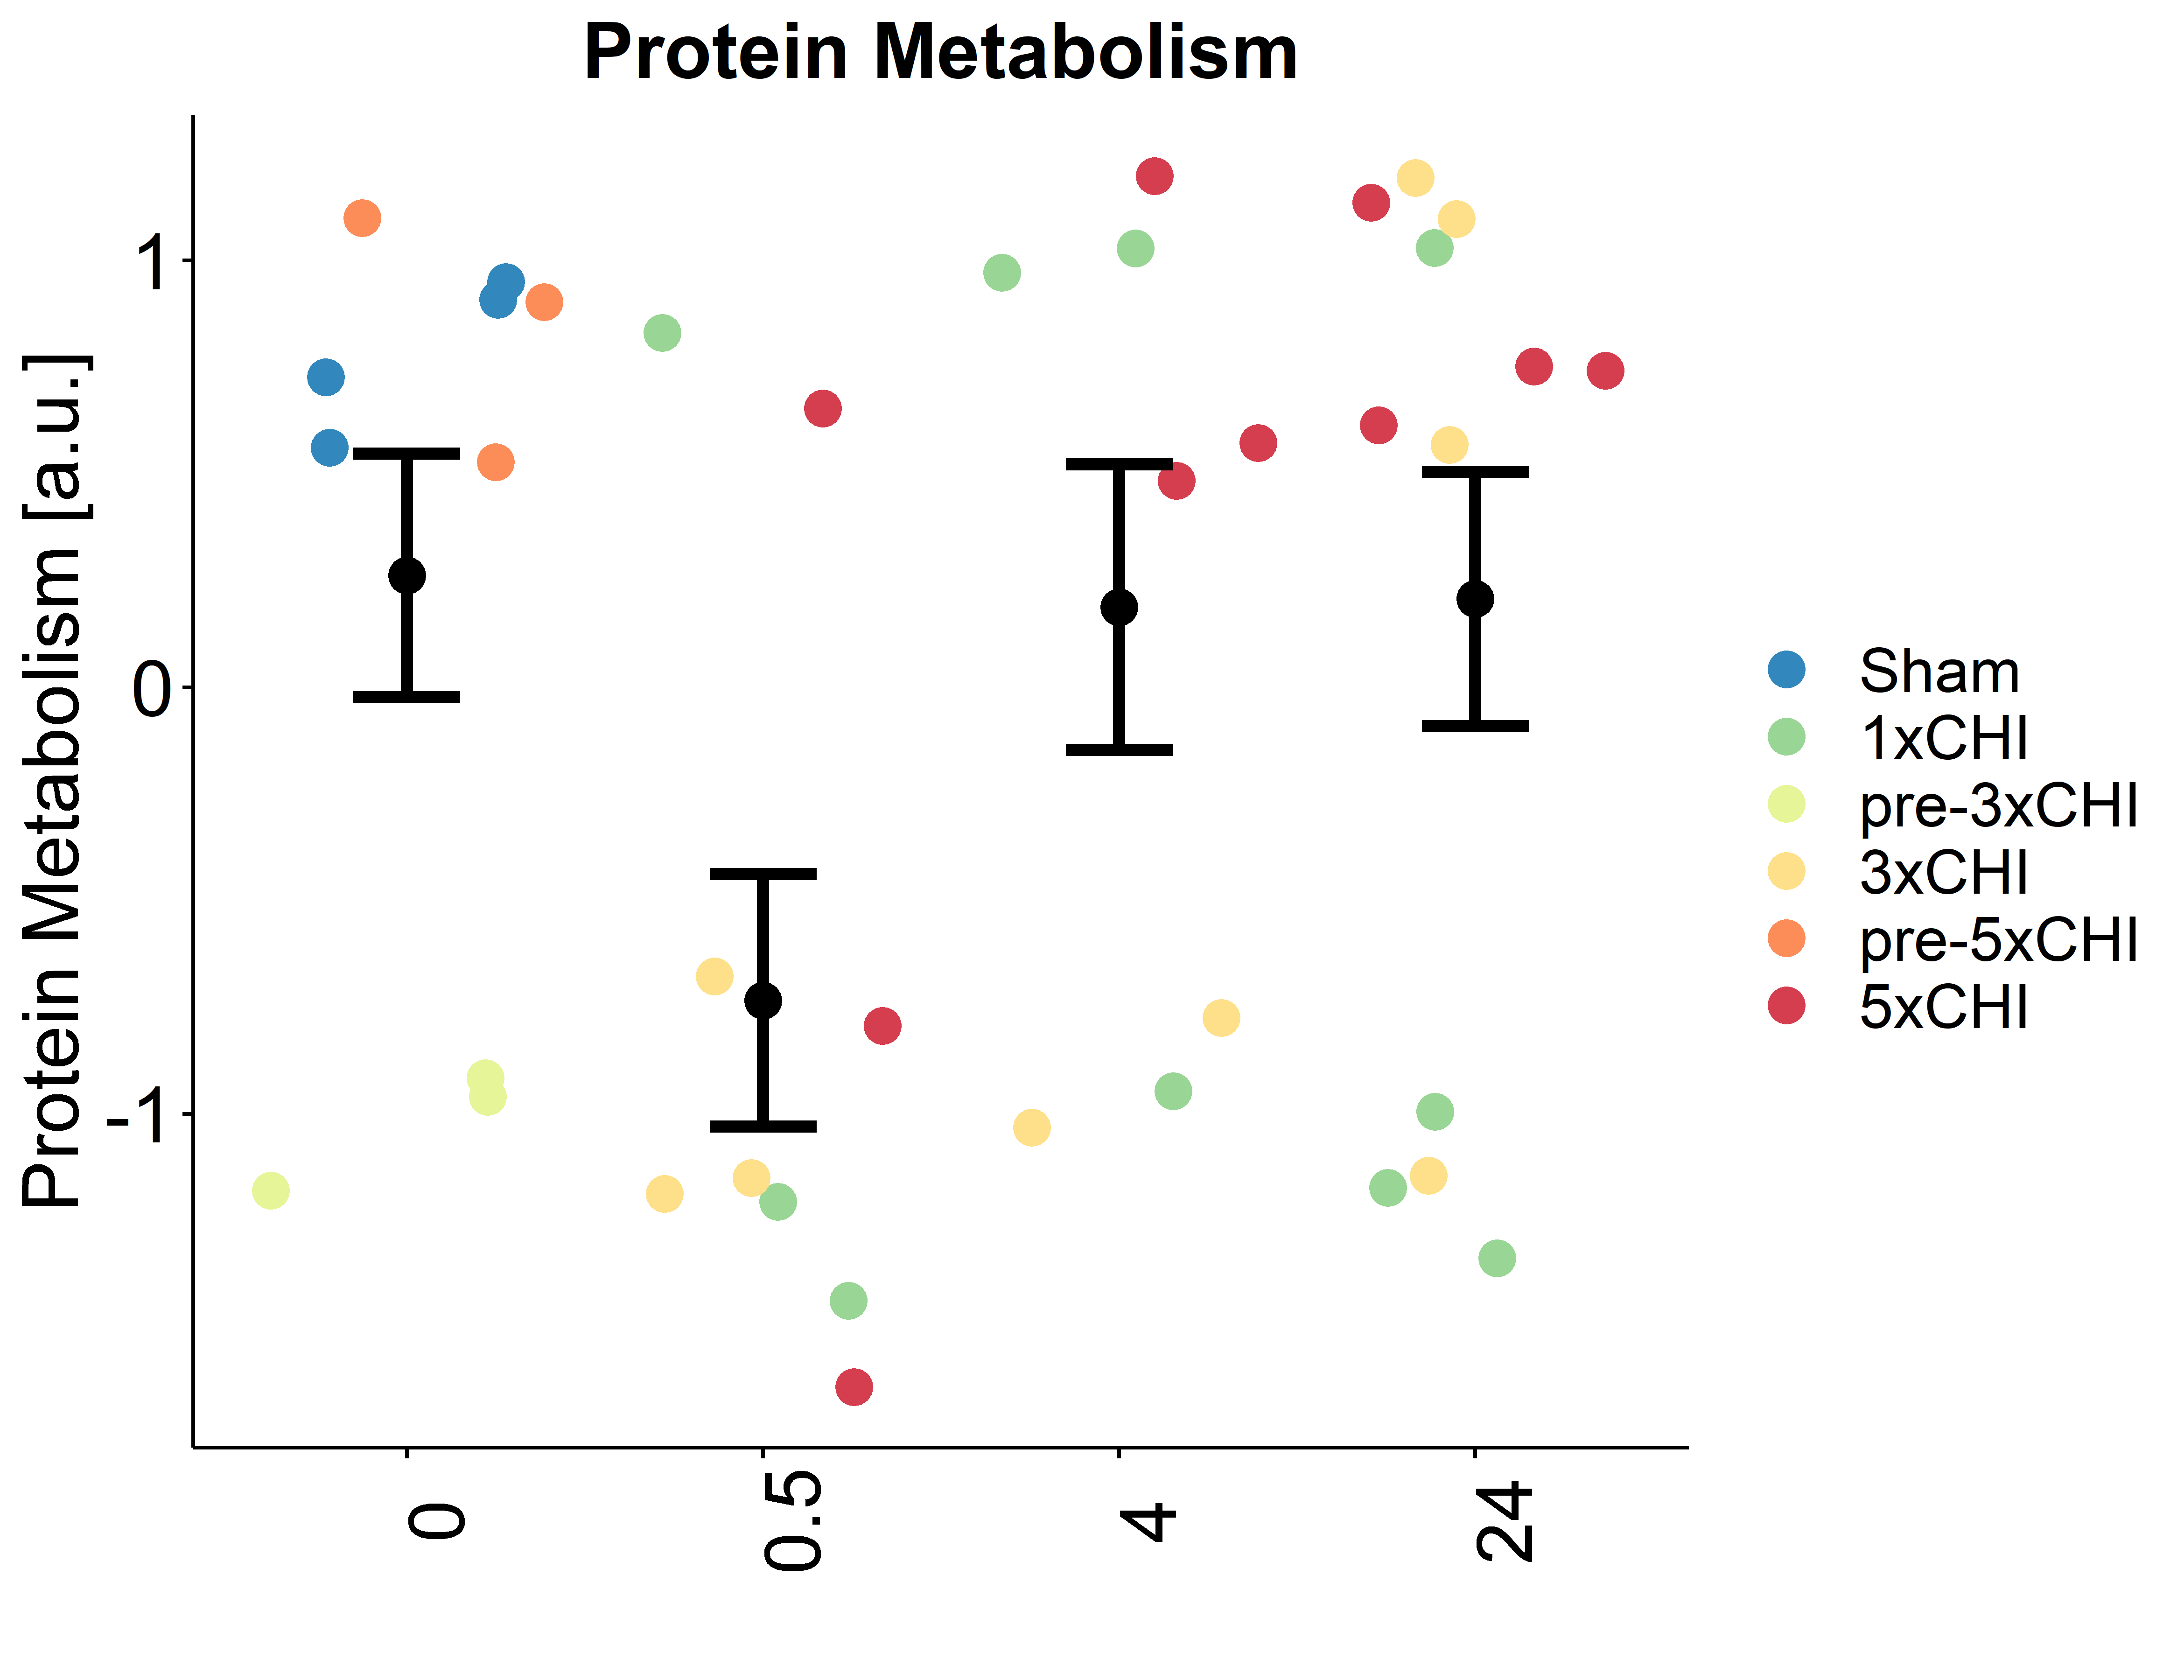 Protein Metabolism
Protein Metabolism [a.u.]
1
0
-1
0
0.5
4
24
Sham
1xCHI
pre-3xCHI
3xCHI
pre-5xCHI
5xCHI